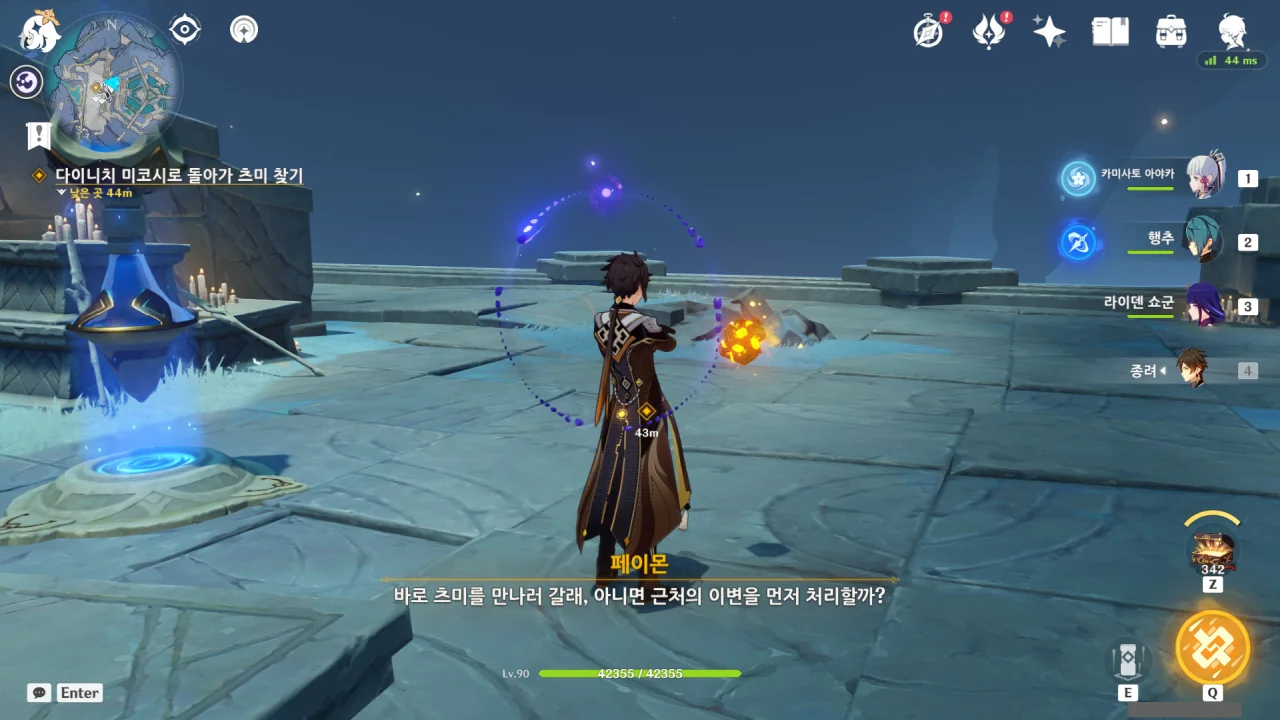 N
44 ms
다이니치 미코시로 돌아가 츠미 찾기
낮은 곳 44m
카미사토 아야카
1
행추
2
라이덴 쇼군
3
종려
4
43m
페이몬
바로 츠미를 만나러 갈래, 아니면 근처의 이변을 먼저 처리할까?
342
Z
Lv.90
42355 / 42355
E
Q
Enter